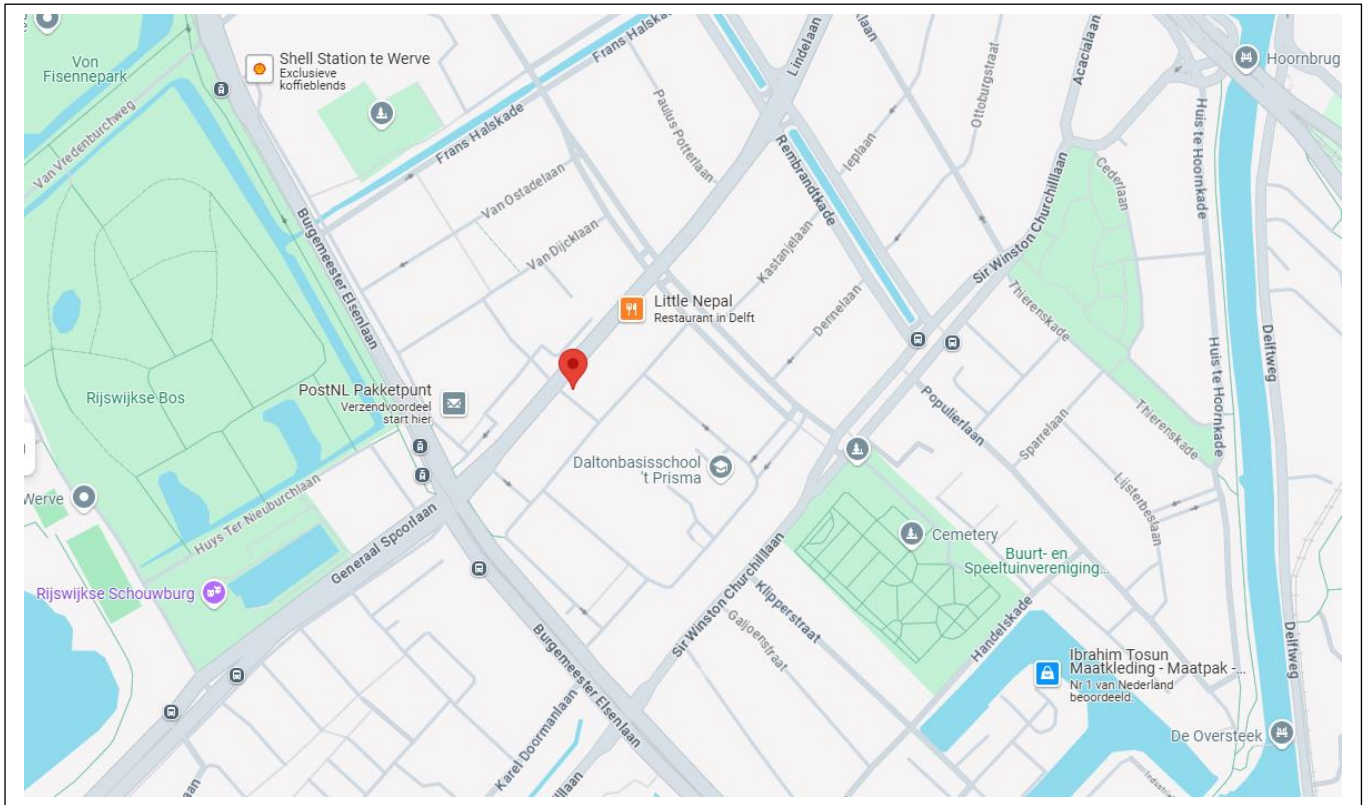 Von
Fisennepark
Shell Station te Werve
Exclusieve
koffieblends
Frans Halskade
Lindelaan
Acacialaan
Hoornbrug
Ottoburgstraat
Van Vredenburchweg
Frans Halskade
Paulus Potterlaan
Rembrandtkade
Ieplaan
Cederlaan
Huis te Hoornkade
Van Ostadelaan
Burgemeester Elsenlaan
Van Dijcklaan
Kastanjelaan
Sir Winston Churchilllaan
Thierenskade
Little Nepal
Restaurant in Delft
Dennelaan
Delftweg
Huis te Hoornkade
PostNL Pakketpunt
Verzendvoordeel
start hier
Rijswijkse Bos
Populierlaan
Sparrelaan
Thierenskade
Daltonbasisschool
't Prisma
Werve
Huys Ter Nieuburchlaan
Generaal Spoorlaan
Lijsterbeslaan
Cemetery
Buurt- en
Speeltuinvereniging...
Rijswijkse Schouwburg
Sir Winston Churchilllaan
Klipperstraat
Galjoenstraat
Handelskade
Burgemeester Elsenlaan
Delftweg
Ibrahim Tosun
Maatkleding - Maatpak -...
Nr 1 van Nederland
beoordeeld.
Karel Doormanlaan
De Oversteek